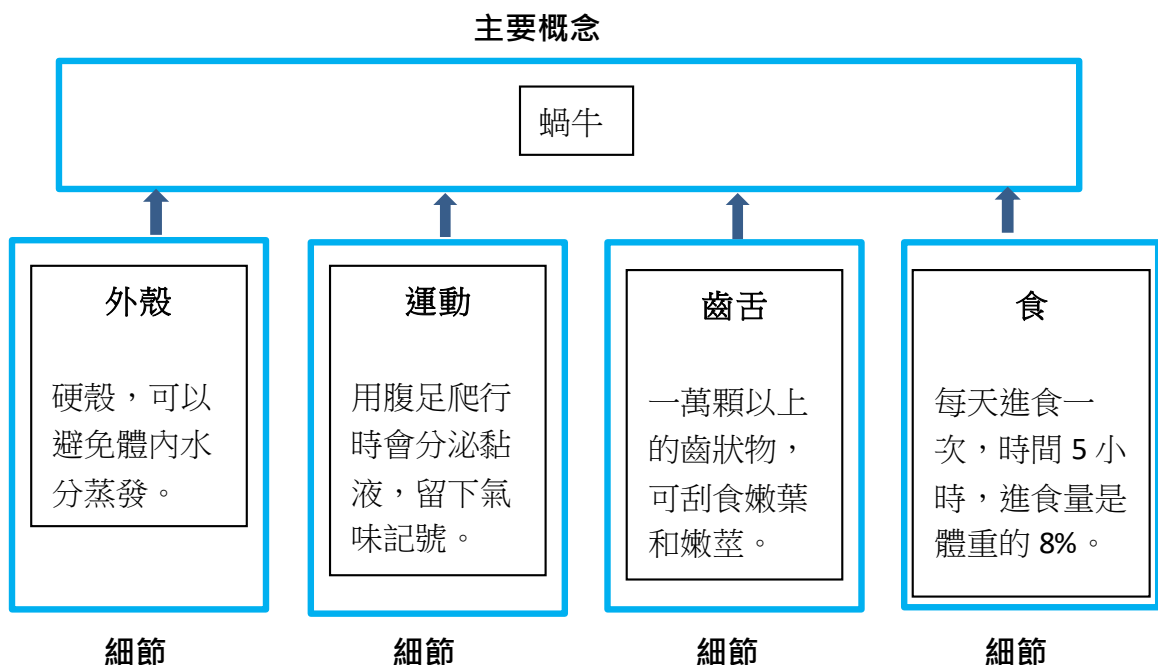 主要概念
蝸牛
外殼
硬殼，可以
避免體內水
分蒸發。
運動
用腹足爬行
時會分泌黏
液，留下氣
味記號。
齒舌
一萬顆以上
的齒狀物，
可刮食嫩葉
和嫩莖。
食
每天進食一
次，時間 5 小
時，進食量是
體重的 8%。
細節
細節
細節
細節